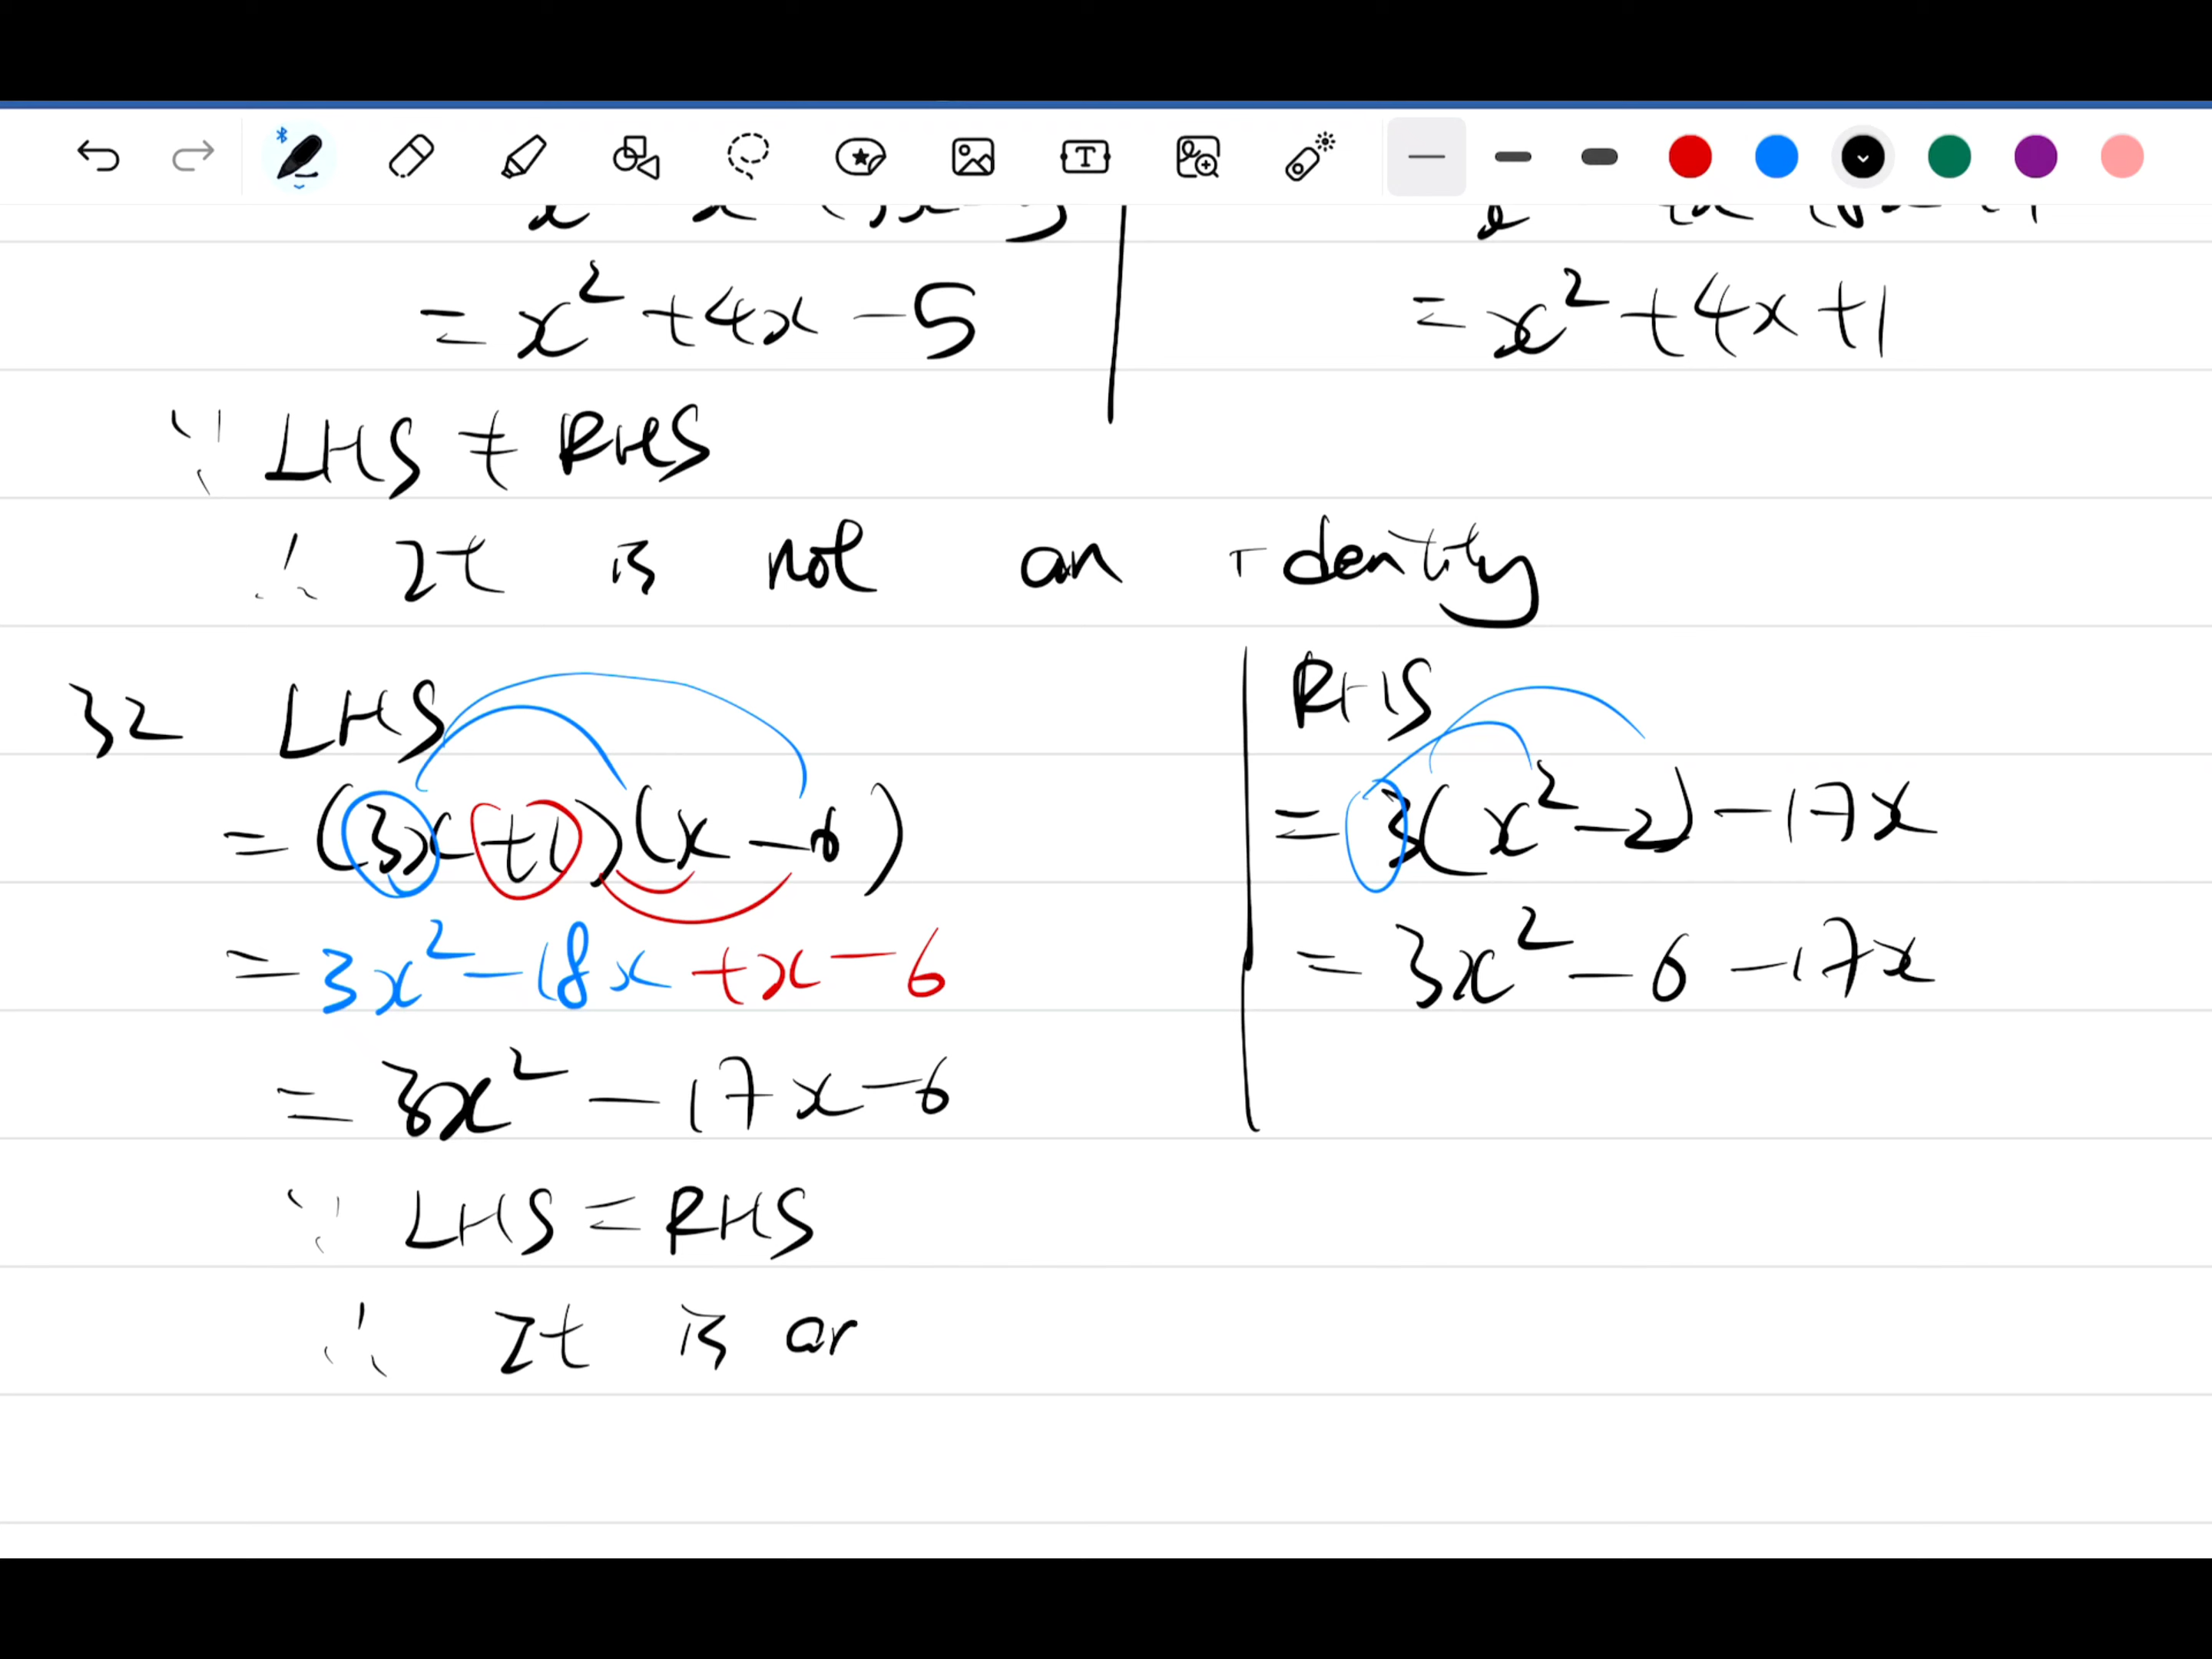 = x² + 4x - 5
= x² + 4x + 1
∵ LHS ≠ RHS
∴ It is not an identity
32 LHS
= (3x+1)(x-6)
= 3x² - 18x + x - 6
= 3x² - 17x - 6
RHS
= 3(x² - 2) - 17x
= 3x² - 6 - 17x
∵ LHS = RHS
∴ It is an